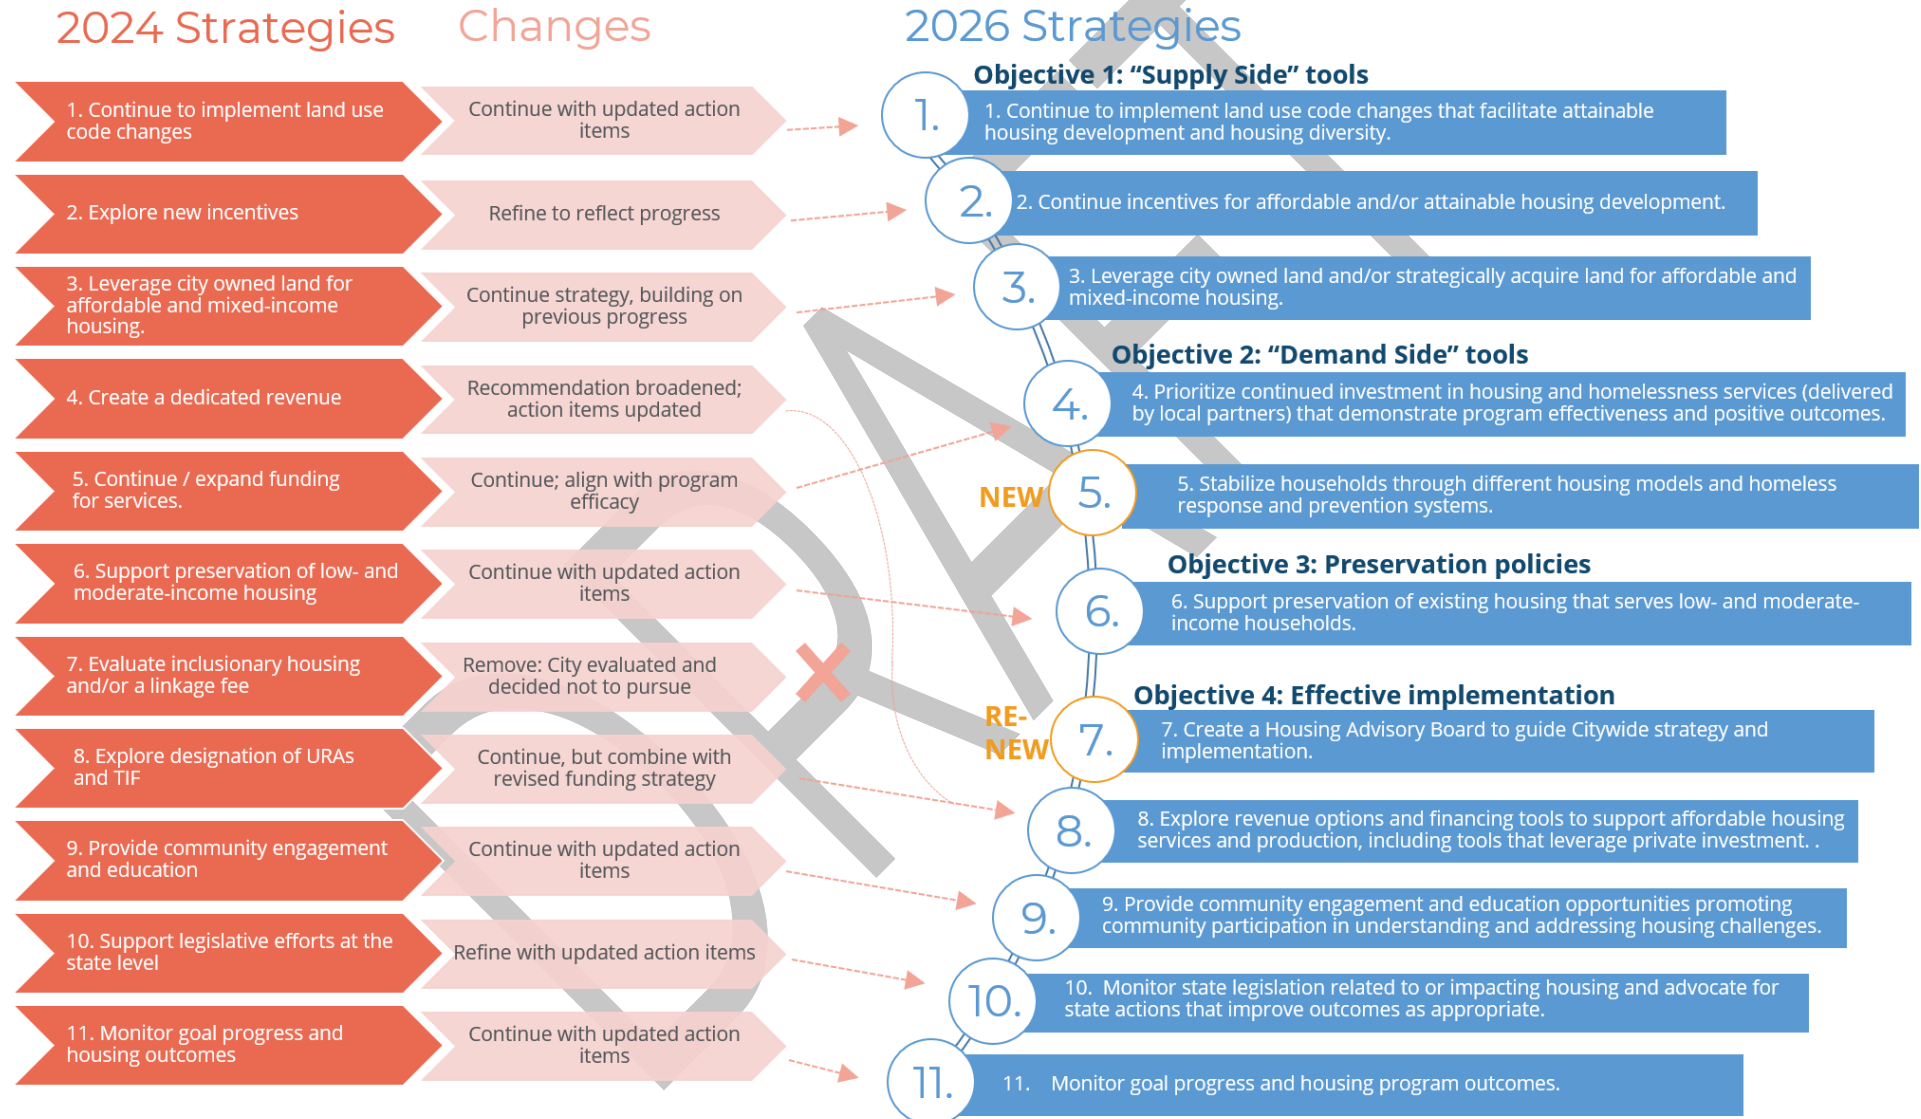 2024 Strategies
Changes
2026 Strategies
1. Continue to implement land use
code changes
2. Explore new incentives
3. Leverage city owned land for
affordable and mixed-income
housing.
4. Create a dedicated revenue
5. Continue / expand funding
for services.
6. Support preservation of low- and
moderate-income housing
7. Evaluate inclusionary housing
and/or a linkage fee
8. Explore designation of URAs
and TIF
9. Provide community engagement
and education
10. Support legislative efforts at the
state level
11. Monitor goal progress and
housing outcomes
Continue with updated action
items
Refine to reflect progress
Continue strategy, building on
previous progress
Recommendation broadened;
action items updated
Continue; align with program
efficacy
Continue with updated action
items
Remove: City evaluated and
decided not to pursue
Continue, but combine with
revised funding strategy
Continue with updated action
items
Refine with updated action items
Continue with updated action
items
Objective 1: “Supply Side” tools
1.
1. Continue to implement land use code changes that facilitate attainable
housing development and housing diversity.
2.
2. Continue incentives for affordable and/or attainable housing development.
3.
3. Leverage city owned land and/or strategically acquire land for affordable and
mixed-income housing.
Objective 2: “Demand Side” tools
4.
4. Prioritize continued investment in housing and homelessness services (delivered
by local partners) that demonstrate program effectiveness and positive outcomes.
NEW
5.
5. Stabilize households through different housing models and homeless
response and prevention systems.
Objective 3: Preservation policies
6.
6. Support preservation of existing housing that serves low- and moderate-
income households.
Objective 4: Effective implementation
RE-
NEW
7.
7. Create a Housing Advisory Board to guide Citywide strategy and
implementation.
8.
8. Explore revenue options and financing tools to support affordable housing
services and production, including tools that leverage private investment. .
9.
9. Provide community engagement and education opportunities promoting
community participation in understanding and addressing housing challenges.
10.
10. Monitor state legislation related to or impacting housing and advocate for
state actions that improve outcomes as appropriate.
11.
11. Monitor goal progress and housing program outcomes.
DRAFT